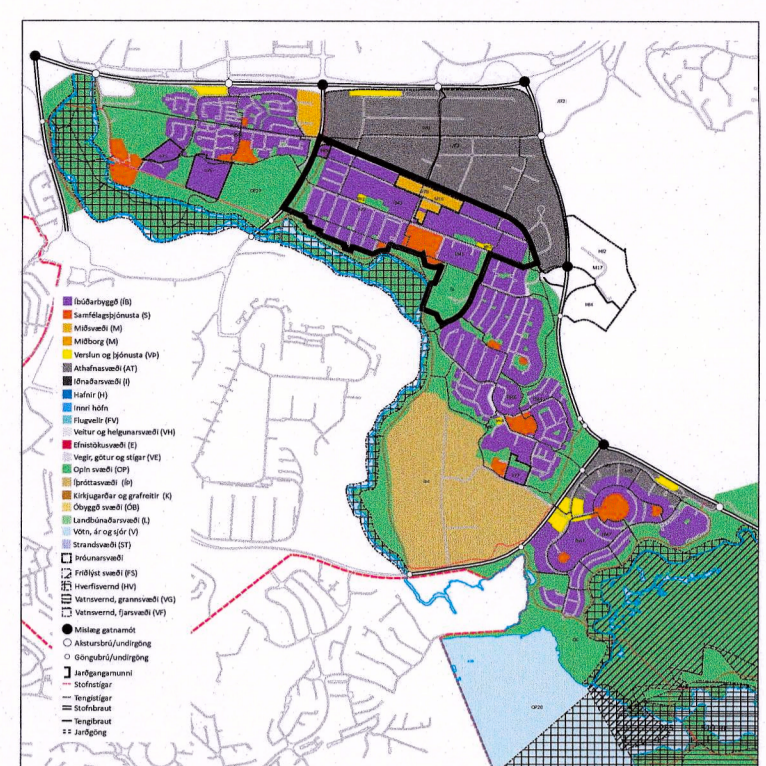 Íbúðarbyggð (ÍB)
Samfélagsþjónusta (S)
Miðsvæði (M)
Miðborg (M)
Verslun og þjónusta (VÞ)
Athafnasvæði (AT)
Iðnaðarsvæði (I)
Hafnir (H)
Innri höfn
Flugvellir (FV)
Veitur og helgunarsvæði (VH)
Efnistökusvæði (E)
Vegir, götur og stígar (VE)
Opin svæði (OP)
Íþróttasvæði (ÍÞ)
Kirkjugarðar og grafreitir (K)
Óbyggð svæði (ÓB)
Landbúnaðarsvæði (L)
Vötn, ár og sjór (V)
Strandsvæði (ST)
Þróunarsvæði
Friðlýst svæði (FS)
Hverfisvernd (HV)
Vatnsvernd, grannsvæði (VG)
Vatnsvernd, fjarsvæði (VF)
Mislæg gatnamót
Akstursbrú/undirgöng
Göngubrú/undirgöng
Jarðgangamunni
Stofnstígar
Tengistígar
Stofnbraut
Tengibraut
Jarðgöng
M17
OP28